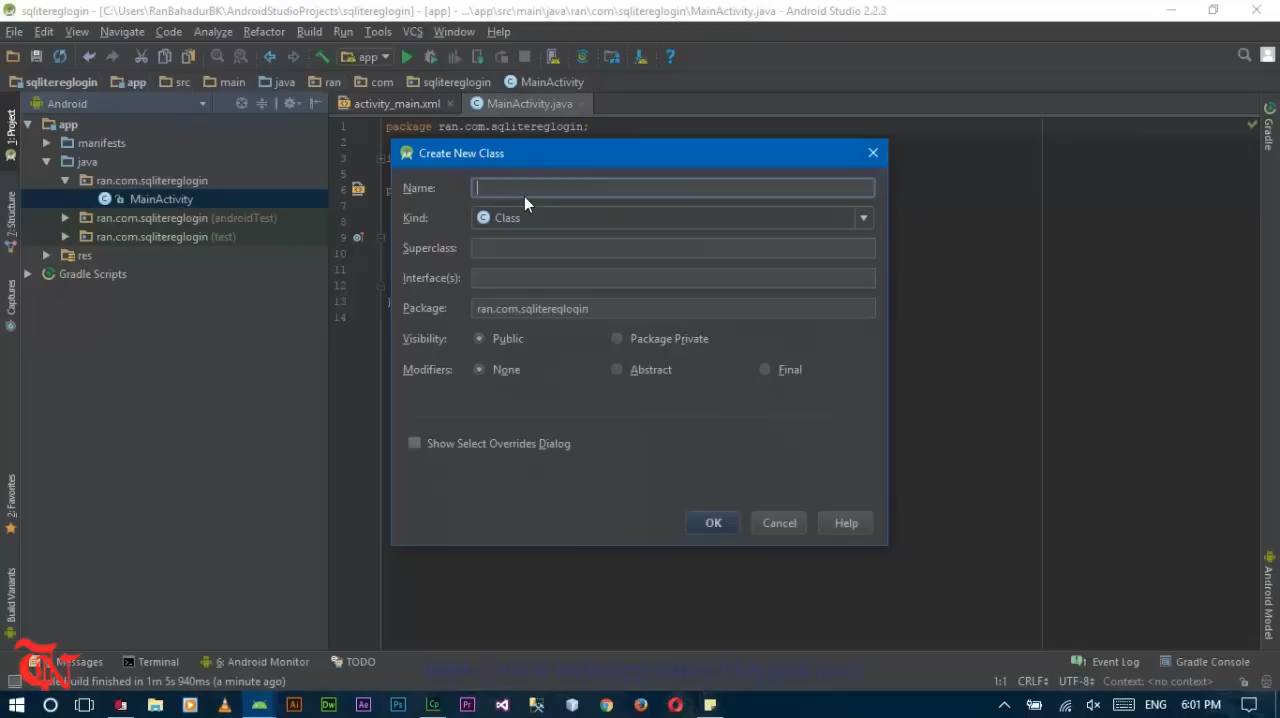 sqlitereglogin - [C:\Users\RanBahadurBK\AndroidStudioProjects\sqlitereglogin] - [app] - ...\app\src\main\java\ran\com\sqlitereglogin\MainActivity.java - Android Studio 2.2.3
File Edit View Navigate Code Analyze Refactor Build Run Tools VCS Window Help
app
sqlitereglogin app src main java ran com sqlitereglogin MainActivity
Android
activity_main.xml
MainActivity.java
1: Project
7: Structure
Captures
2: Favorites
Build Variants
app
manifests
java
ran.com.sqlitereglogin
MainActivity
ran.com.sqlitereglogin (androidTest)
ran.com.sqlitereglogin (test)
res
Gradle Scripts
1 package ran.com.sqlitereglogin;
2
3
5
6
7
8
9
10
11
12
13
14
Create New Class
Name:
Kind: Class
Superclass:
Interface(s):
Package: ran.com.sqlitereglogin
Visibility: Public Package Private
Modifiers: None Abstract Final
Show Select Overrides Dialog
OK Cancel Help
Gradle
Android Model
Messages Terminal 6: Android Monitor TODO Event Log Gradle Console
build finished in 1m 5s 940ms (a minute ago) 1:1 CRLF÷ UTF-8÷ Context: <no context>
ENG 6:01 PM